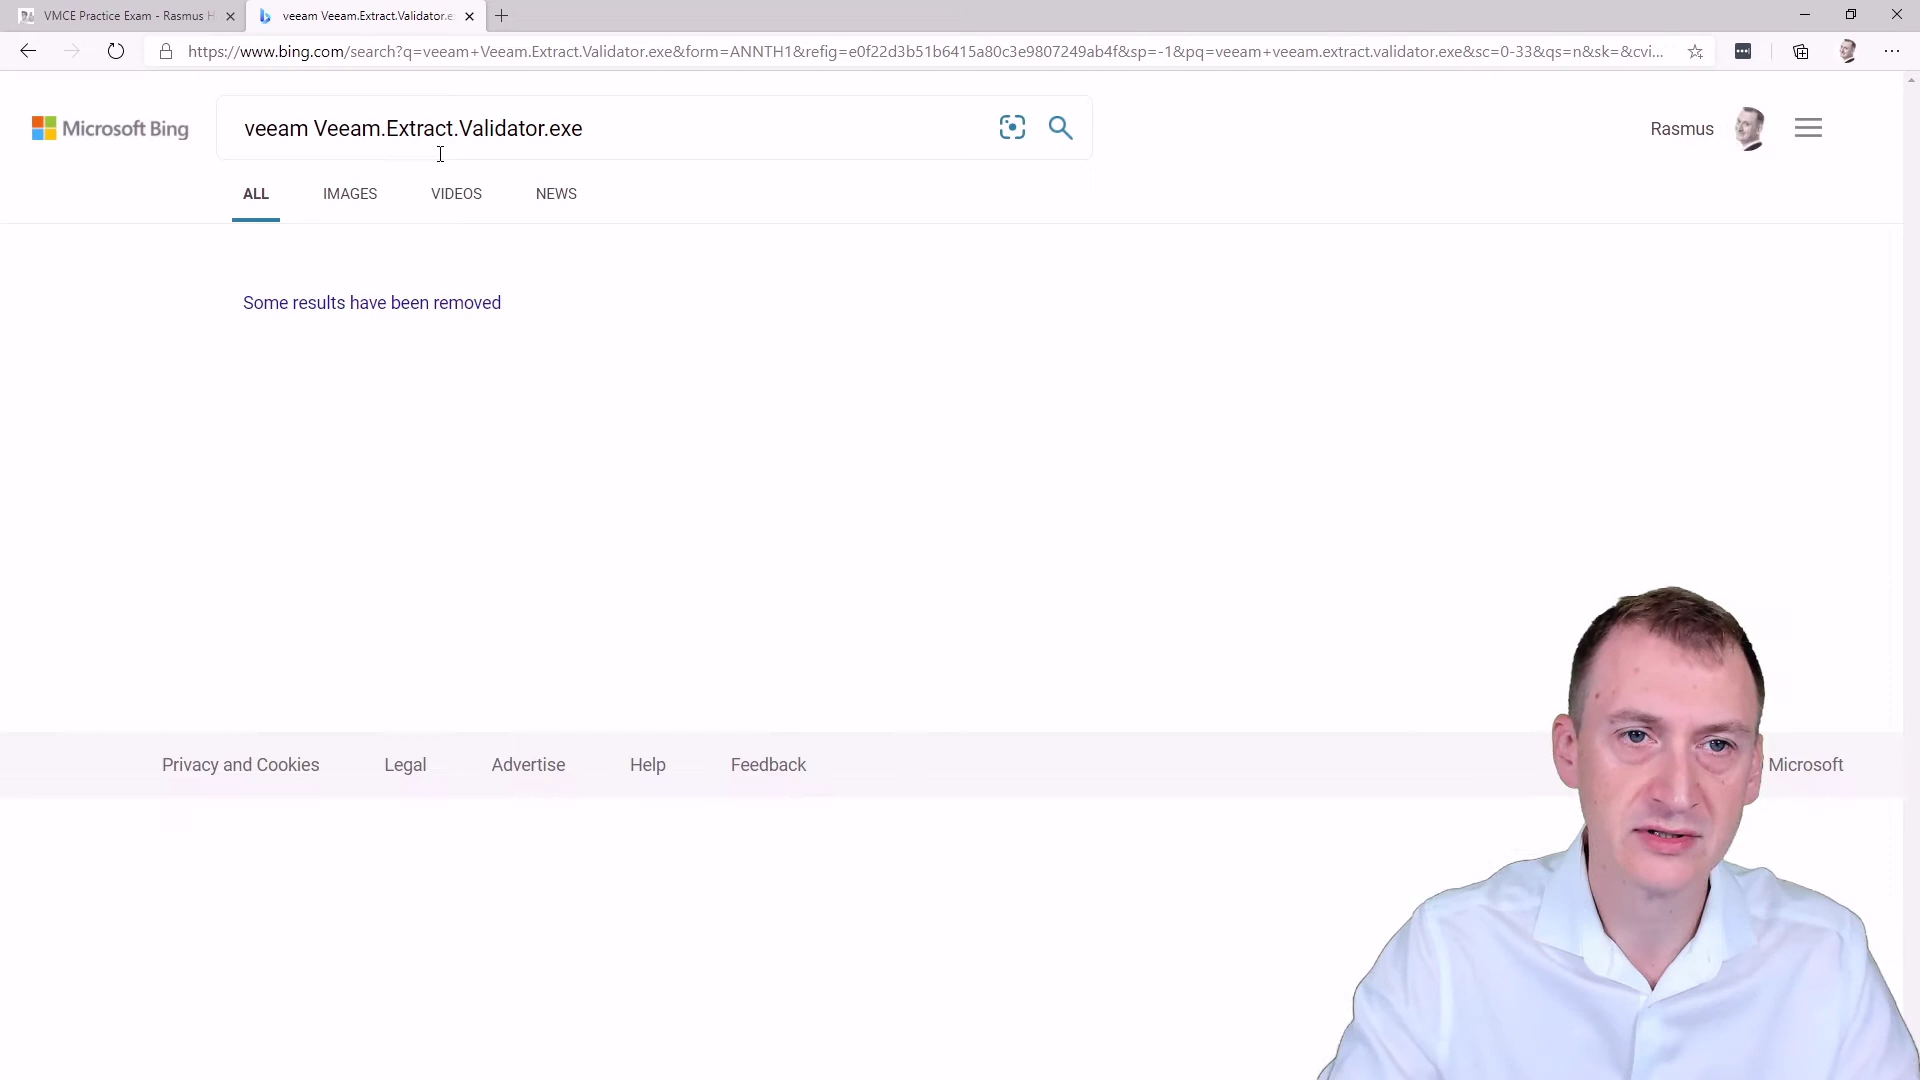 VMCE Practice Exam - Rasmus H
veeam Veeam.Extract.Validator.e
https://www.bing.com/search?q=veeam+Veeam.Extract.Validator.exe&form=ANNTH1&refig=e0f22d3b51b6415a80c3e9807249ab4f&sp=-1&pq=veeam+veeam.extract.validator.exe&sc=0-33&qs=n&sk=&cvi...
Microsoft Bing
veeam Veeam.Extract.Validator.exe
Rasmus
ALL IMAGES VIDEOS NEWS
Some results have been removed
Privacy and Cookies Legal Advertise Help Feedback Microsoft